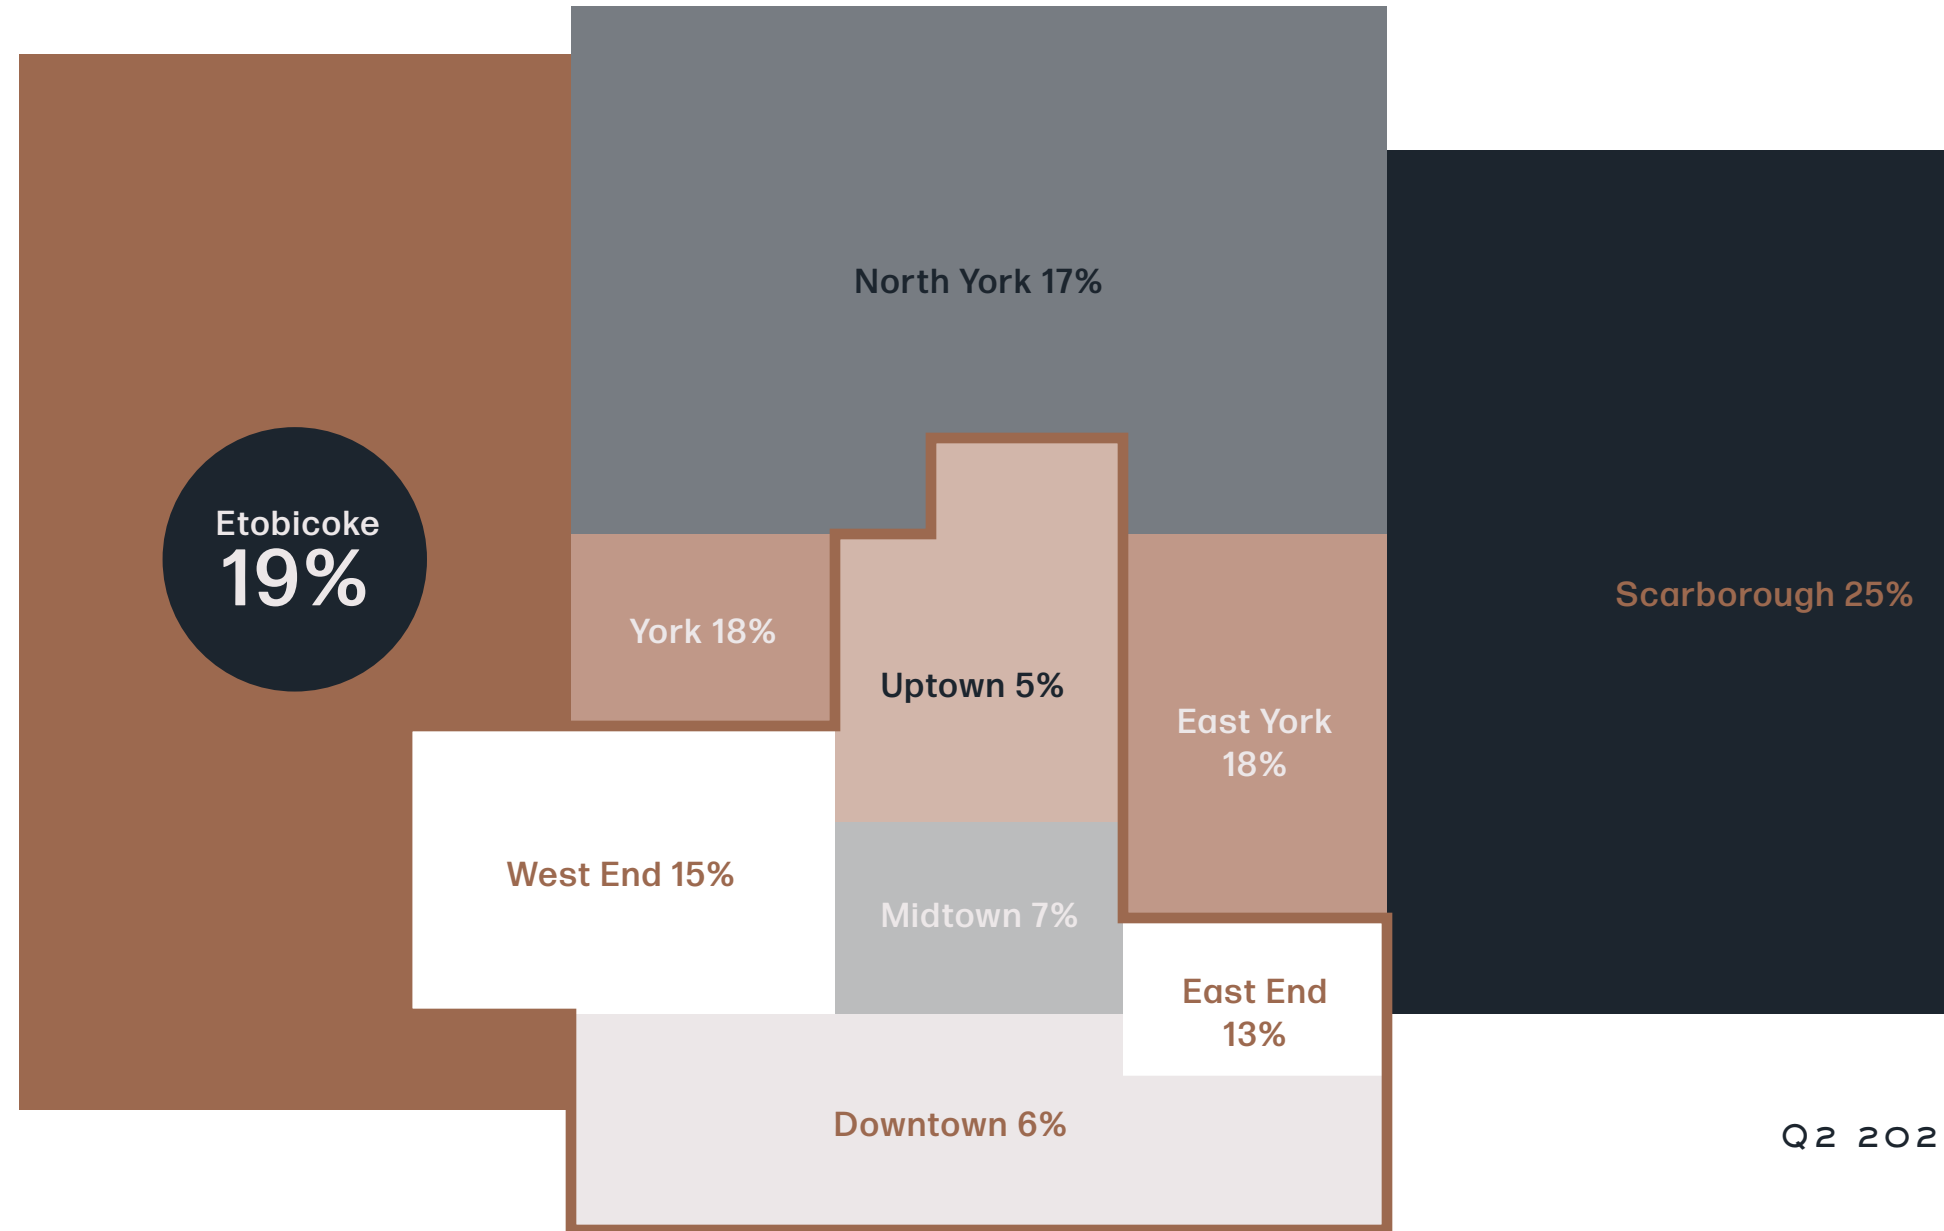 North York 17%
Etobicoke
19%
Scarborough 25%
York 18%
Uptown 5%
East York
18%
West End 15%
Midtown 7%
East End
13%
Downtown 6%
Q2 202